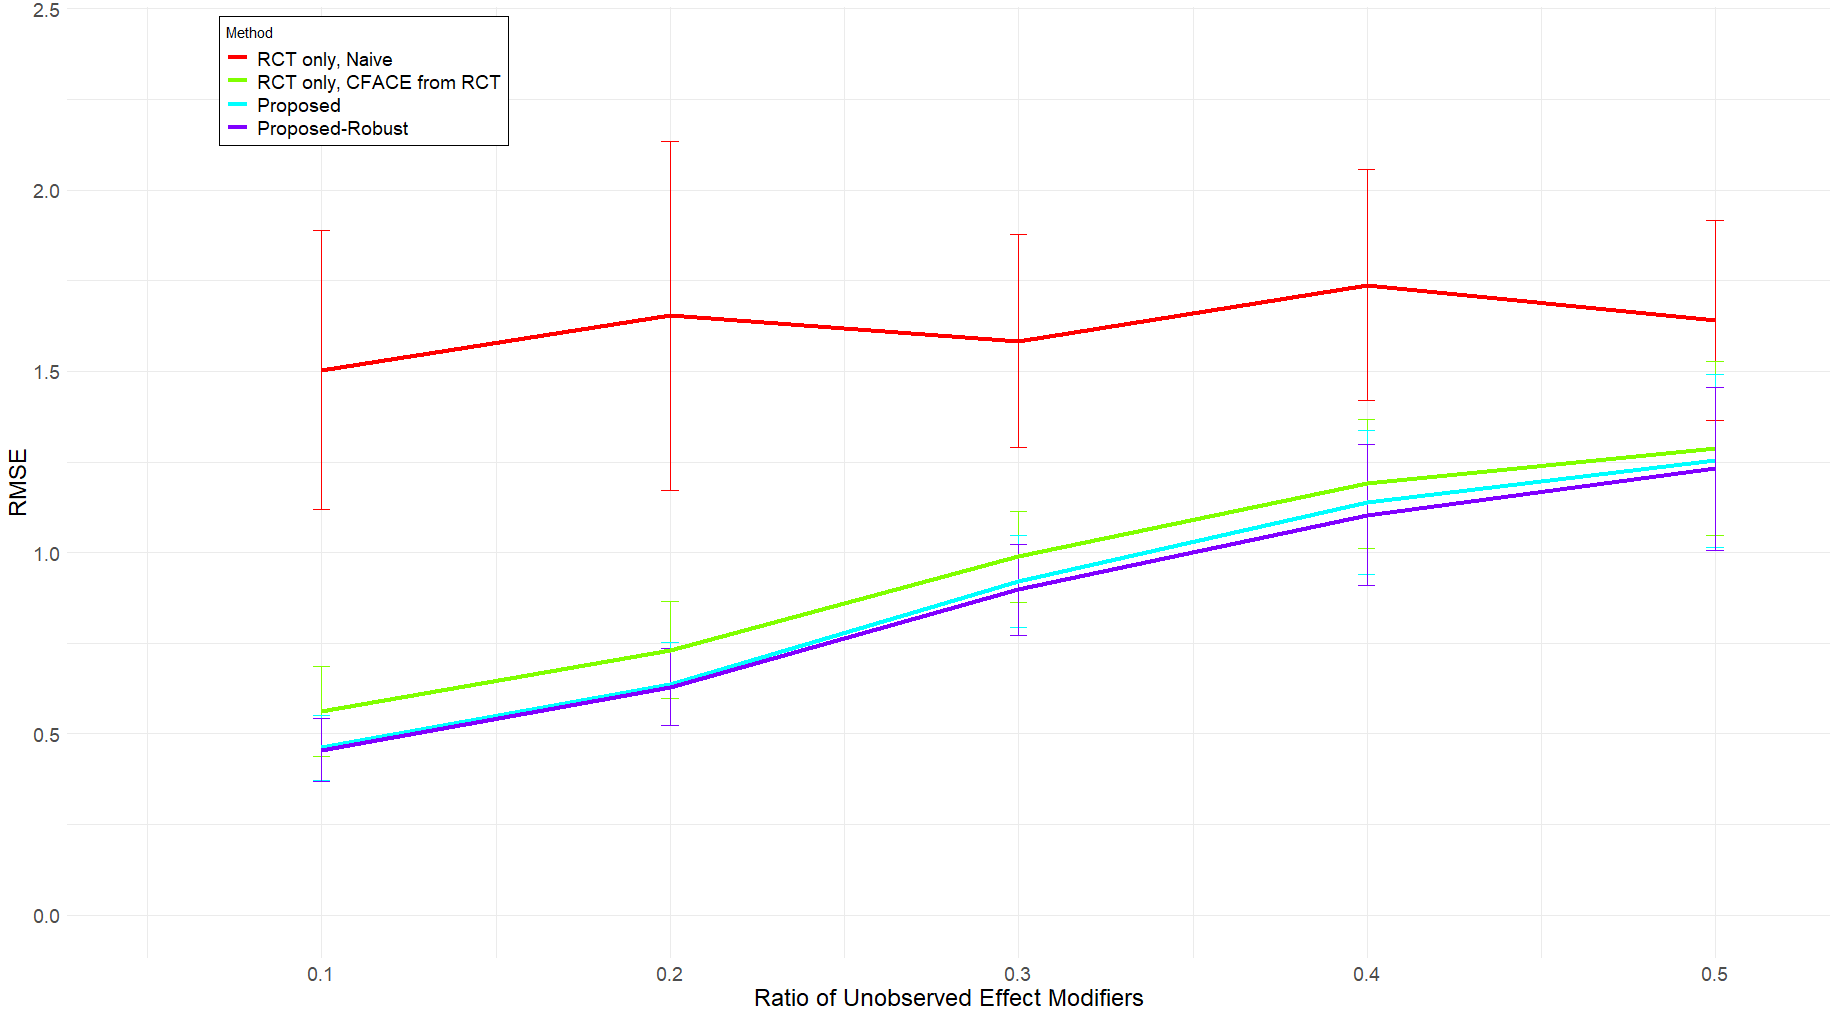 2.5
Method
RCT only, Naive
RCT only, CFACE from RCT
Proposed
Proposed-Robust
2.0
1.5
RMSE
1.0
0.5
0.0
0.1 0.2 0.3 0.4 0.5
Ratio of Unobserved Effect Modifiers